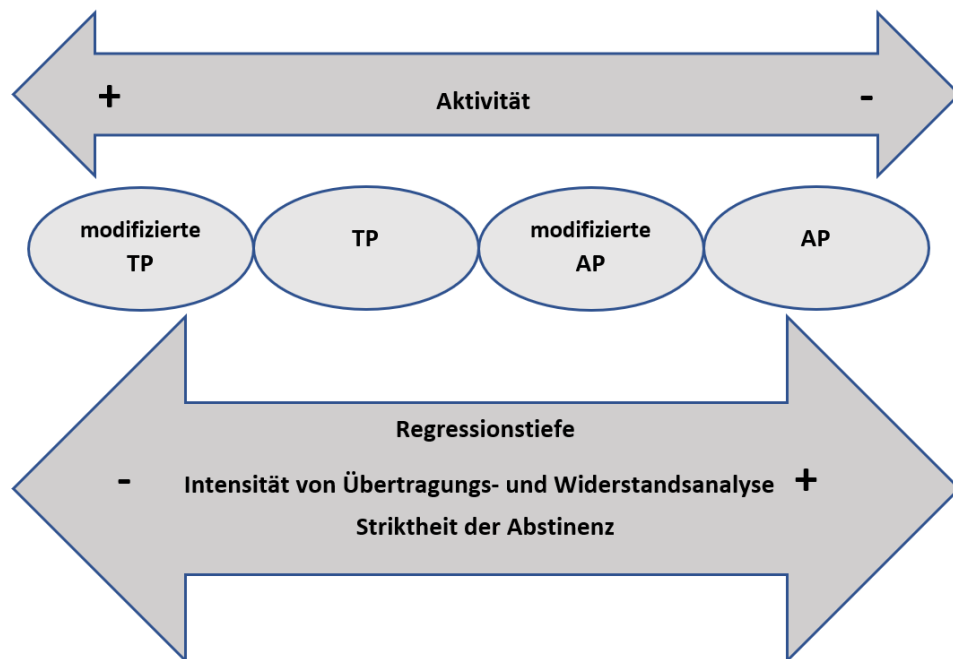 + Aktivität -
modifizierte
TP
TP
modifizierte
AP
AP
Regressionstiefe
- Intensität von Übertragungs- und Widerstandsanalyse +
Striktheit der Abstinenz